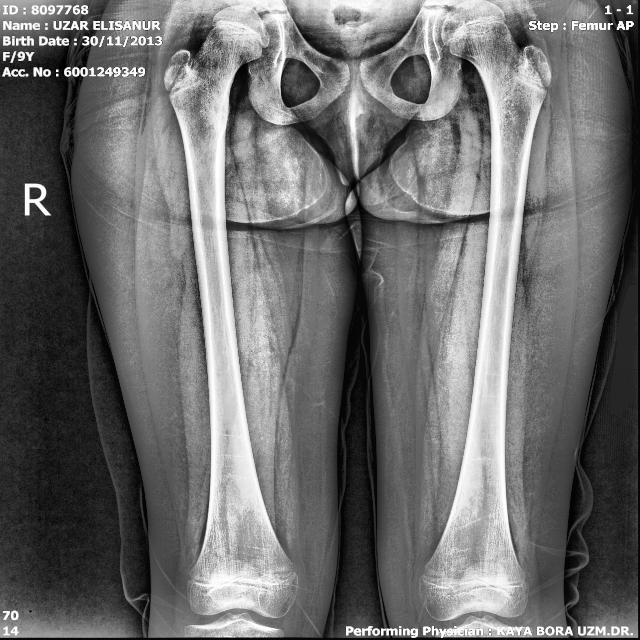 ID : 8097768
Name : UZAR ELISANUR
Birth Date : 30/11/2013
F/9Y
Acc. No : 6001249349
1 - 1
Step : Femur AP
R
70
14
Performing Physician : KAYA BORA UZM.DR.